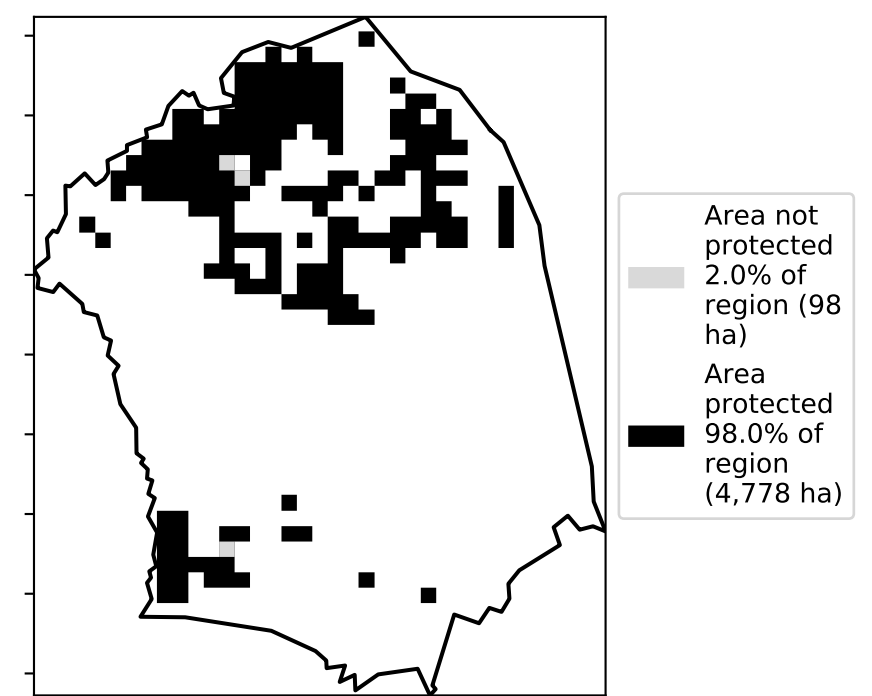 Area not
protected
2.0% of
region (98
ha)
Area
protected
98.0% of
region
(4,778 ha)